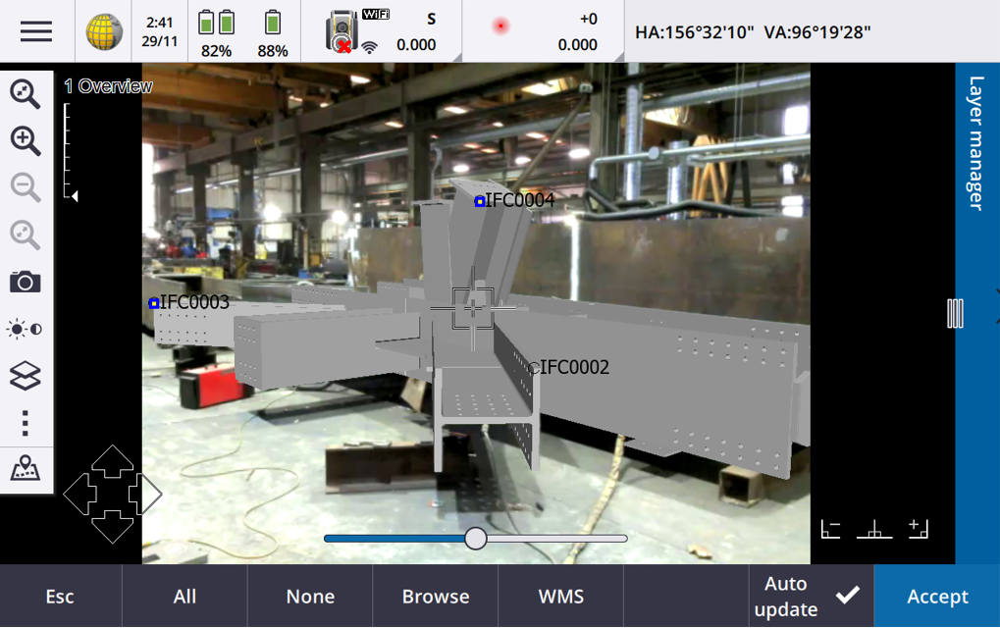 2:41
29/11
82%
88%
WiFi
S
0.000
+0
0.000
HA:156°32'10" VA:96°19'28"
1 Overview
Layer manager
IFC0004
IFC0003
IFC0002
Esc
All
None
Browse
WMS
Auto
update
Accept